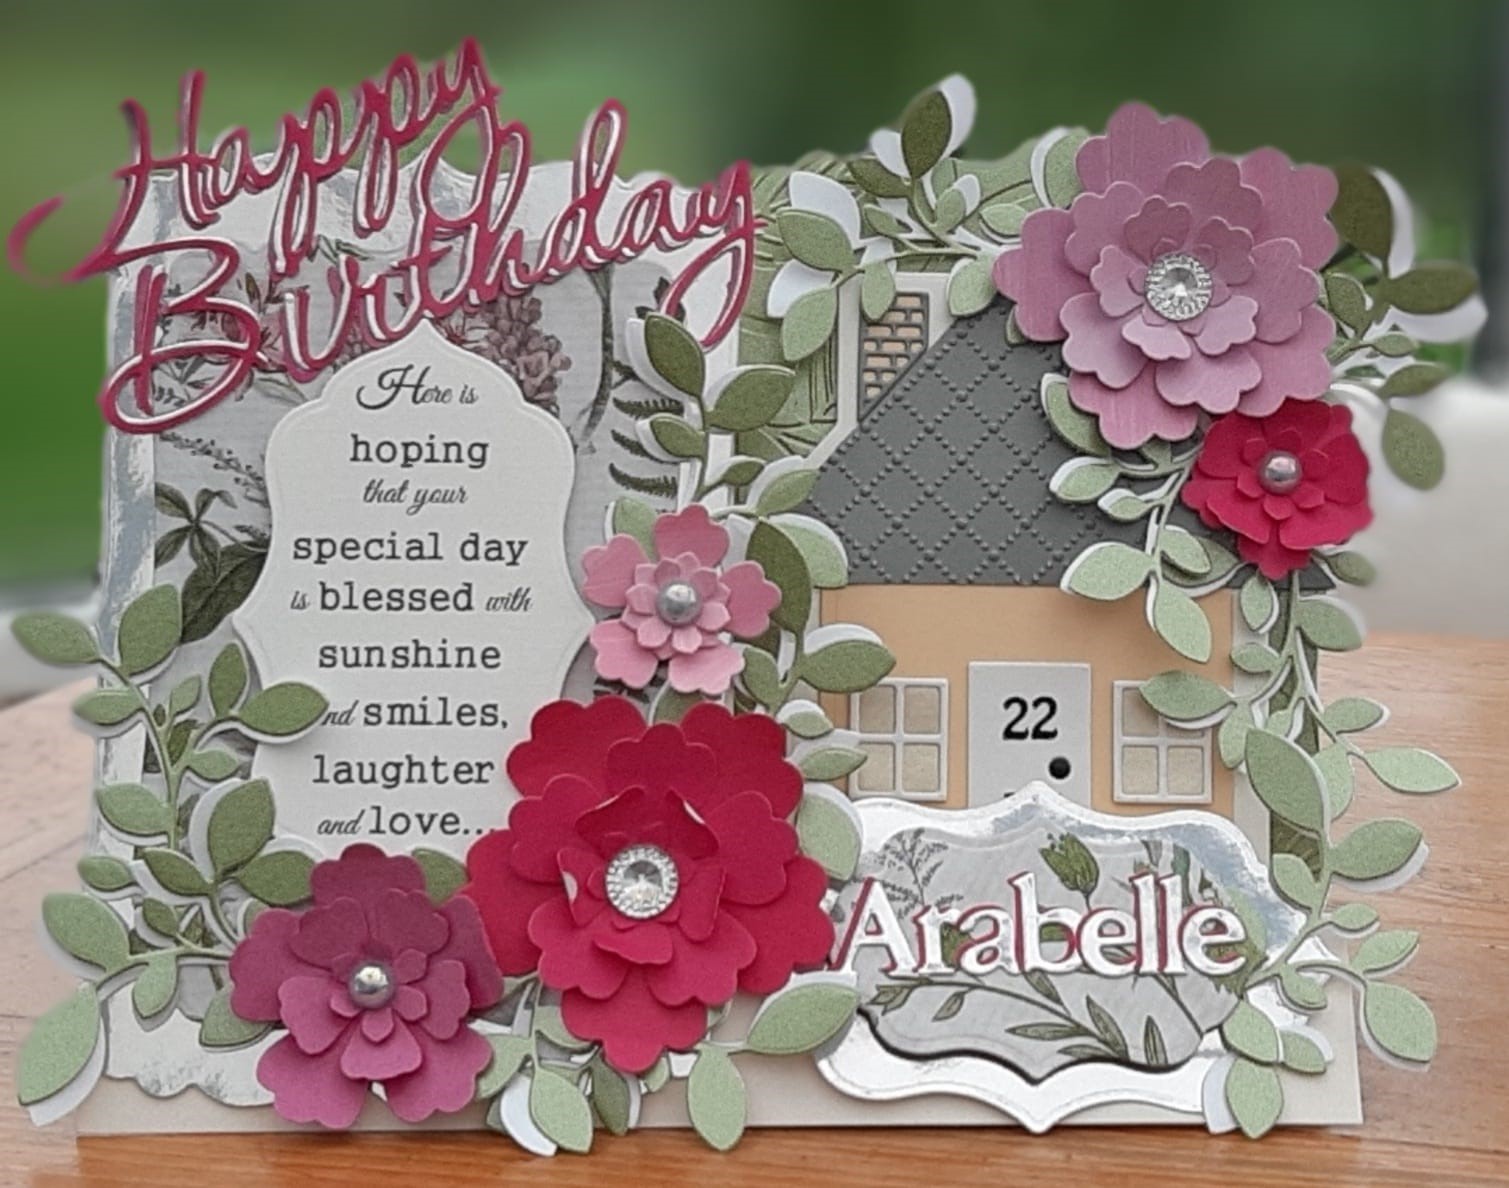 Happy
Birthday
Here is
hoping
that your
special day
is blessed with
sunshine
nd smiles,
laughter
and love...
22
Arabelle